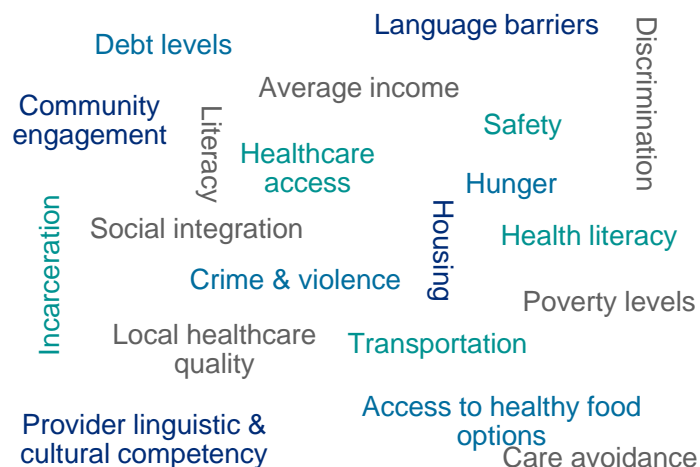 Language barriers
Debt levels
Discrimination
Average income
Community
engagement
Literacy
Safety
Healthcare
access
Hunger
Incarceration
Social integration
Housing
Health literacy
Crime & violence
Poverty levels
Local healthcare
quality
Transportation
Access to healthy food
options
Provider linguistic &
cultural competency
Care avoidance